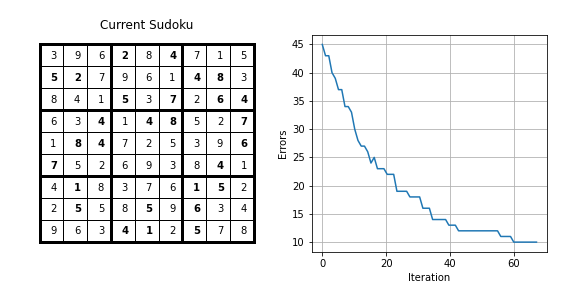 Current Sudoku
3 9 6 2 8 4 7 1 5
5 2 7 9 6 1 4 8 3
8 4 1 5 3 7 2 6 4
6 3 4 1 4 8 5 2 7
1 8 4 7 2 5 3 9 6
7 5 2 6 9 3 8 4 1
4 1 8 3 7 6 1 5 2
2 5 5 8 5 9 6 3 4
9 6 3 4 1 2 5 7 8
45
40
35
30
25
20
15
10
Errors
0 20 40 60
Iteration